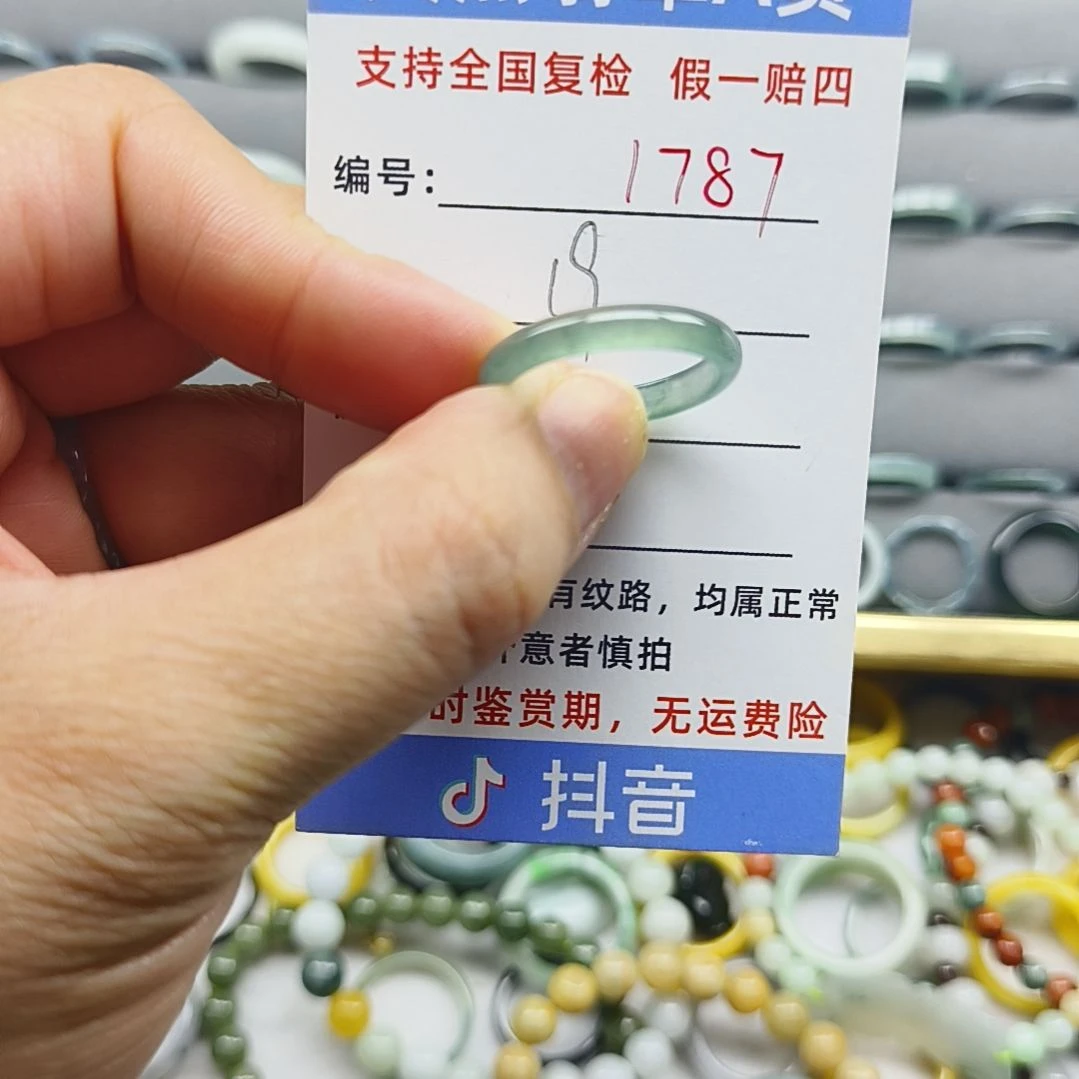 支持全国复检 假一赔四
编号: 1787
18
有纹路，均属正常
意者慎拍
时鉴赏期，无运费险
抖音